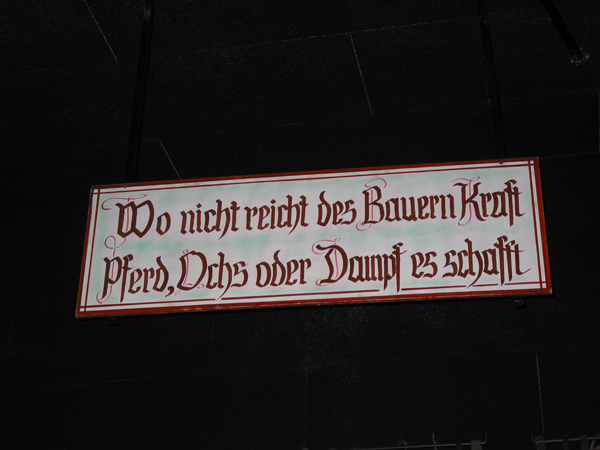 Wo nicht reicht des Bauern Kraft
Pferd, Ochs oder Dampf es schafft